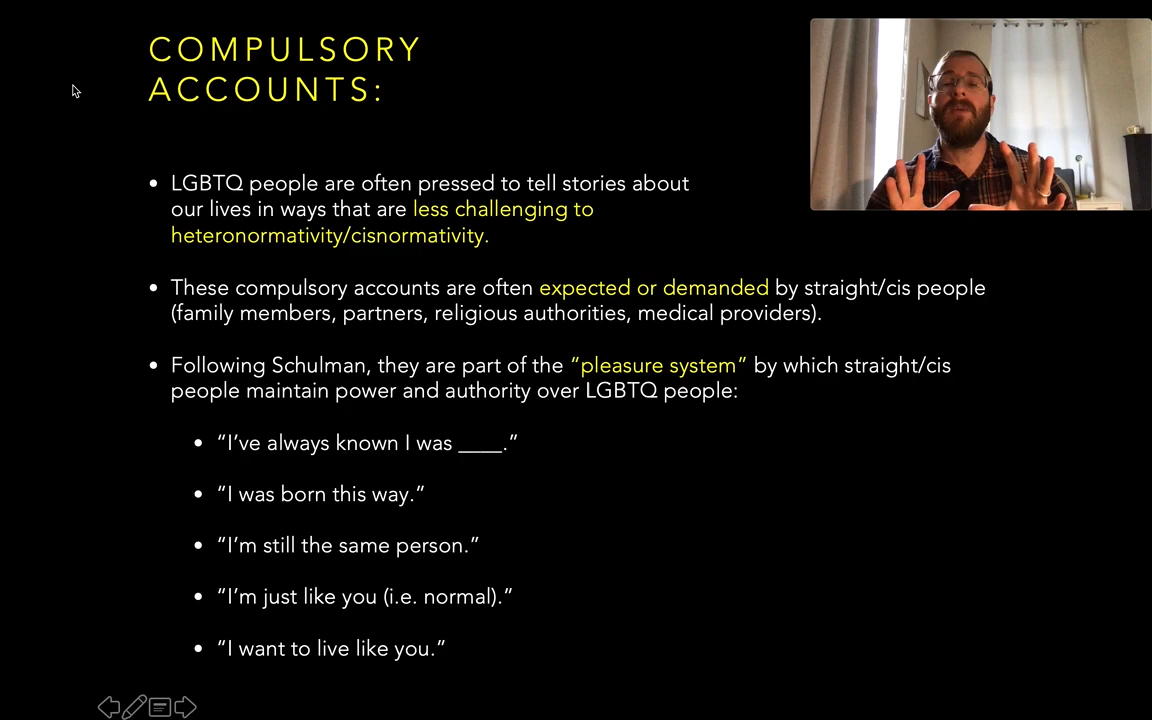 COMPULSORY
ACCOUNTS:
• LGBTQ people are often pressed to tell stories about
our lives in ways that are less challenging to
heteronormativity/cisnormativity.
• These compulsory accounts are often expected or demanded by straight/cis people
(family members, partners, religious authorities, medical providers).
• Following Schulman, they are part of the “pleasure system” by which straight/cis
people maintain power and authority over LGBTQ people:
• “I’ve always known I was ____.”
• “I was born this way.”
• “I’m still the same person.”
• “I’m just like you (i.e. normal).”
• “I want to live like you.”